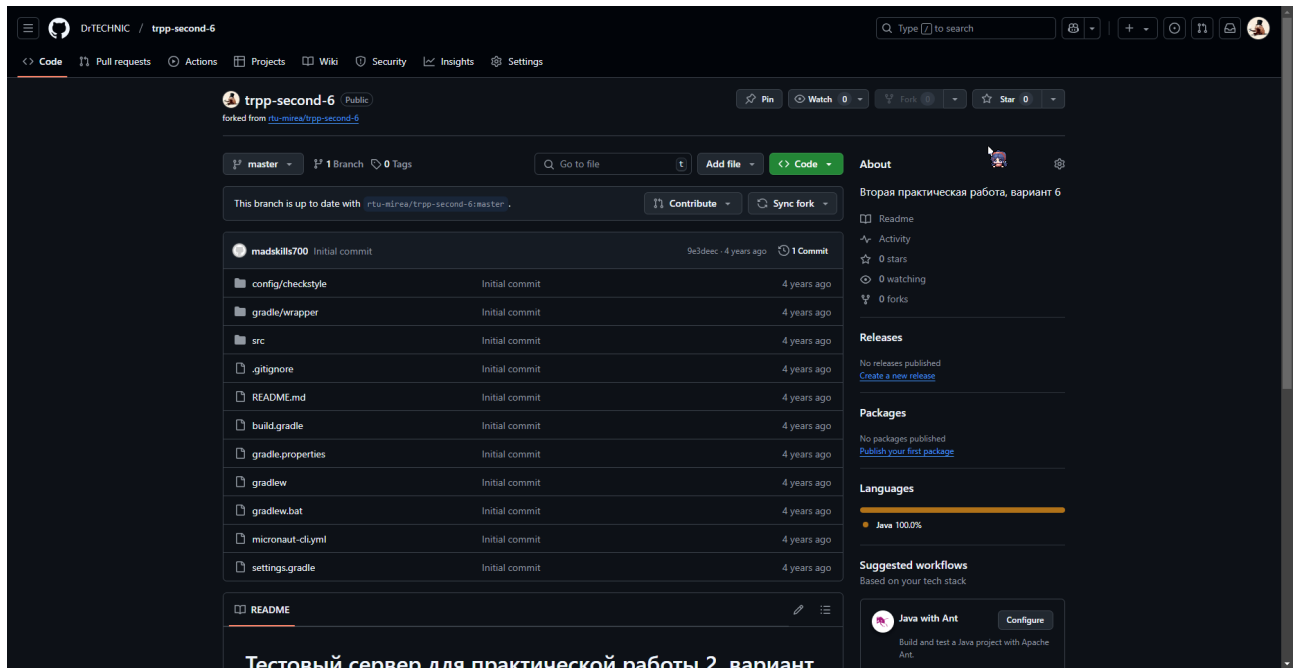 DrTECHNIC / trpp-second-6
Type / to search
Code Pull requests Actions Projects Wiki Security Insights Settings
trpp-second-6 Public
forked from rtu-mirea/trpp-second-6
Pin Watch 0 Fork 0 Star 0
master 1 Branch 0 Tags Go to file t Add file Code
This branch is up to date with rtu-mirea/trpp-second-6:master .
Contribute Sync fork
madskills700 Initial commit 9e3deec · 4 years ago 1 Commit
config/checkstyle Initial commit 4 years ago
gradle/wrapper Initial commit 4 years ago
src Initial commit 4 years ago
.gitignore Initial commit 4 years ago
README.md Initial commit 4 years ago
build.gradle Initial commit 4 years ago
gradle.properties Initial commit 4 years ago
gradlew Initial commit 4 years ago
gradlew.bat Initial commit 4 years ago
micronaut-cli.yml Initial commit 4 years ago
settings.gradle Initial commit 4 years ago
README
Тестовый сервер для практической работы 2, вариант
About
Вторая практическая работа, вариант 6
Readme
Activity
0 stars
0 watching
0 forks
Releases
No releases published
Create a new release
Packages
No packages published
Publish your first package
Languages
Java 100.0%
Suggested workflows
Based on your tech stack
Java with Ant Configure
Build and test a Java project with Apache
Ant.